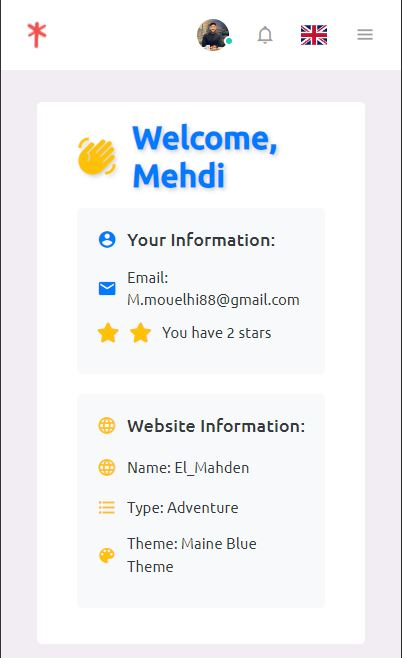 Welcome,
Mehdi
Your Information:
Email:
M.mouelhi88@gmail.com
You have 2 stars
Website Information:
Name: El_Mahden
Type: Adventure
Theme: Maine Blue
Theme